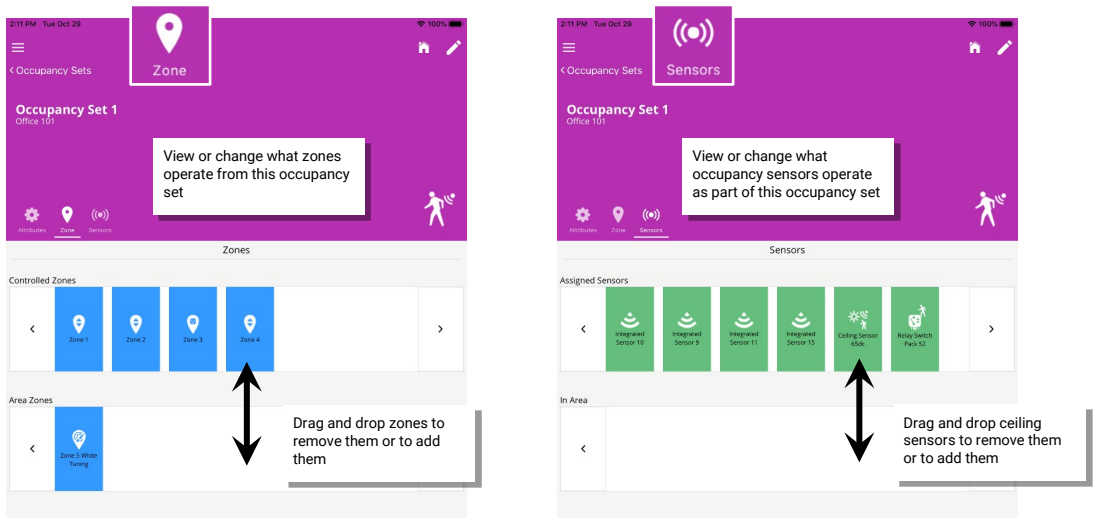 2:11 PM Tue Oct 29
100%
Zone
Occupancy Sets
Occupancy Set 1
Office 101
View or change what zones
operate from this occupancy
set
Attributes
Zone
Sensors
Zones
Controlled Zones
Zone 1
Zone 2
Zone 3
Zone 4
Area Zones
Zone 5 White
Tuning
Drag and drop zones to
remove them or to add
them
2:11 PM Tue Oct 29
100%
Sensors
Occupancy Sets
Occupancy Set 1
Office 101
View or change what
occupancy sensors operate
as part of this occupancy set
Attributes
Zone
Sensors
Sensors
Assigned Sensors
Integrated
Sensor 10
Integrated
Sensor 9
Integrated
Sensor 11
Integrated
Sensor 15
Ceiling Sensor
65dc
Relay Switch
Pack 52
In Area
Drag and drop ceiling
sensors to remove them
or to add them